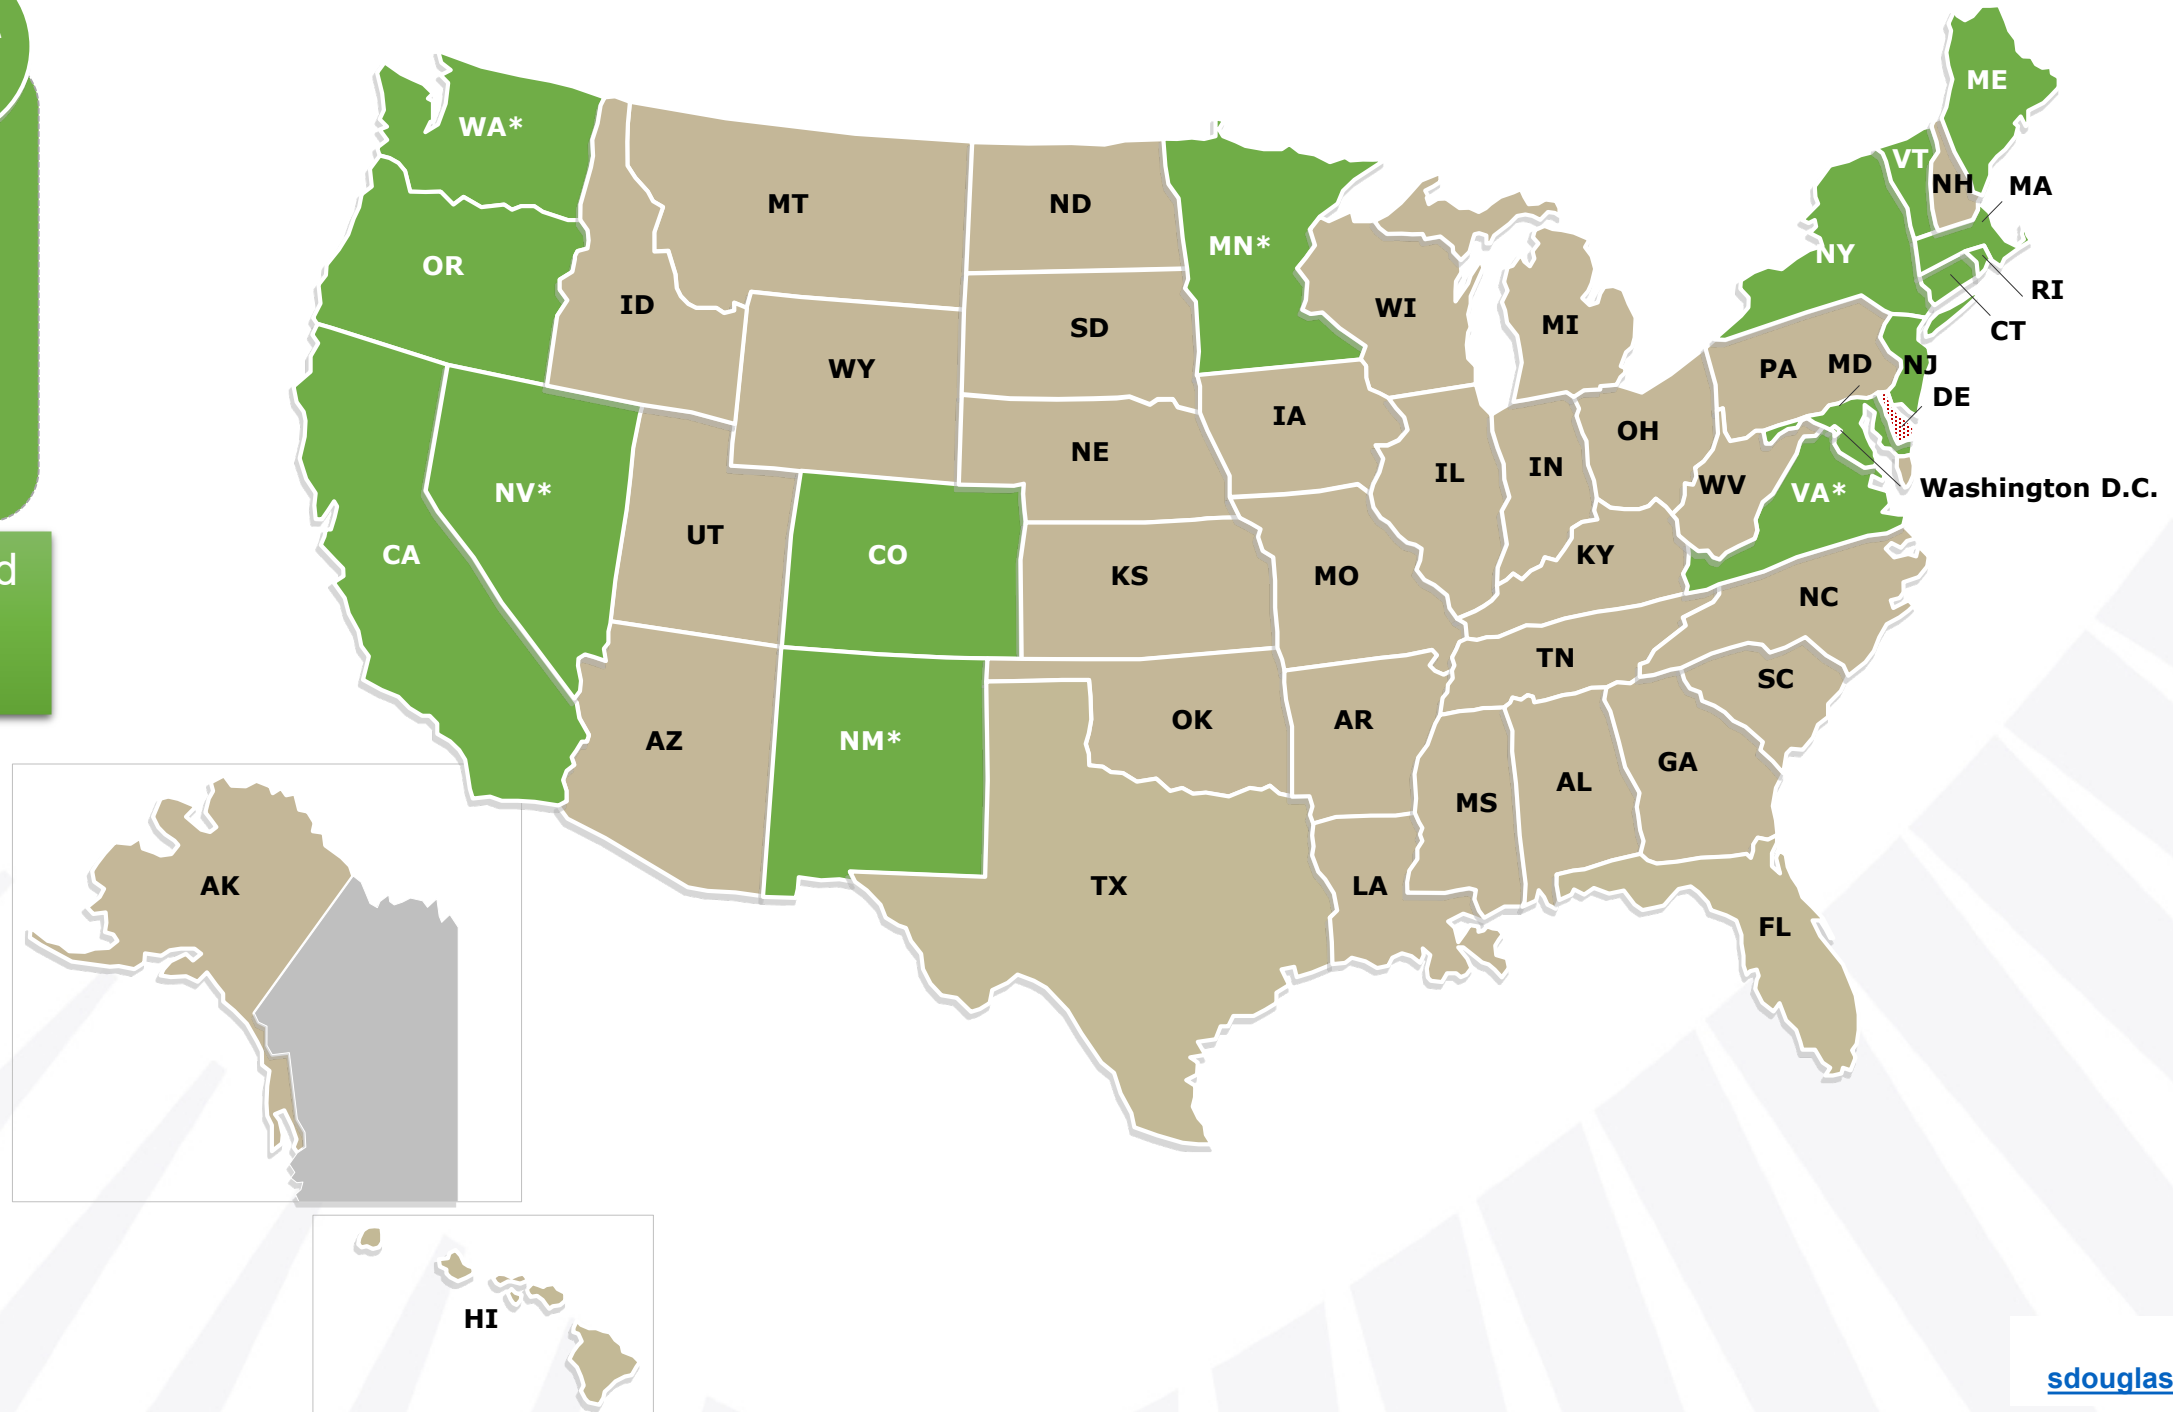 ME
WA*
VT
NH
MA
MT
ND
MN*
NY
OR
RI
ID
WI
SD
MI
CT
WY
PA
MD
NJ
DE
IA
OH
NE
IL
IN
WV
Washington D.C.
NV*
VA*
UT
CA
CO
KY
d
KS
MO
NC
TN
SC
OK
AR
AZ
NM*
GA
AL
MS
AK
TX
LA
FL
HI
sdouglas